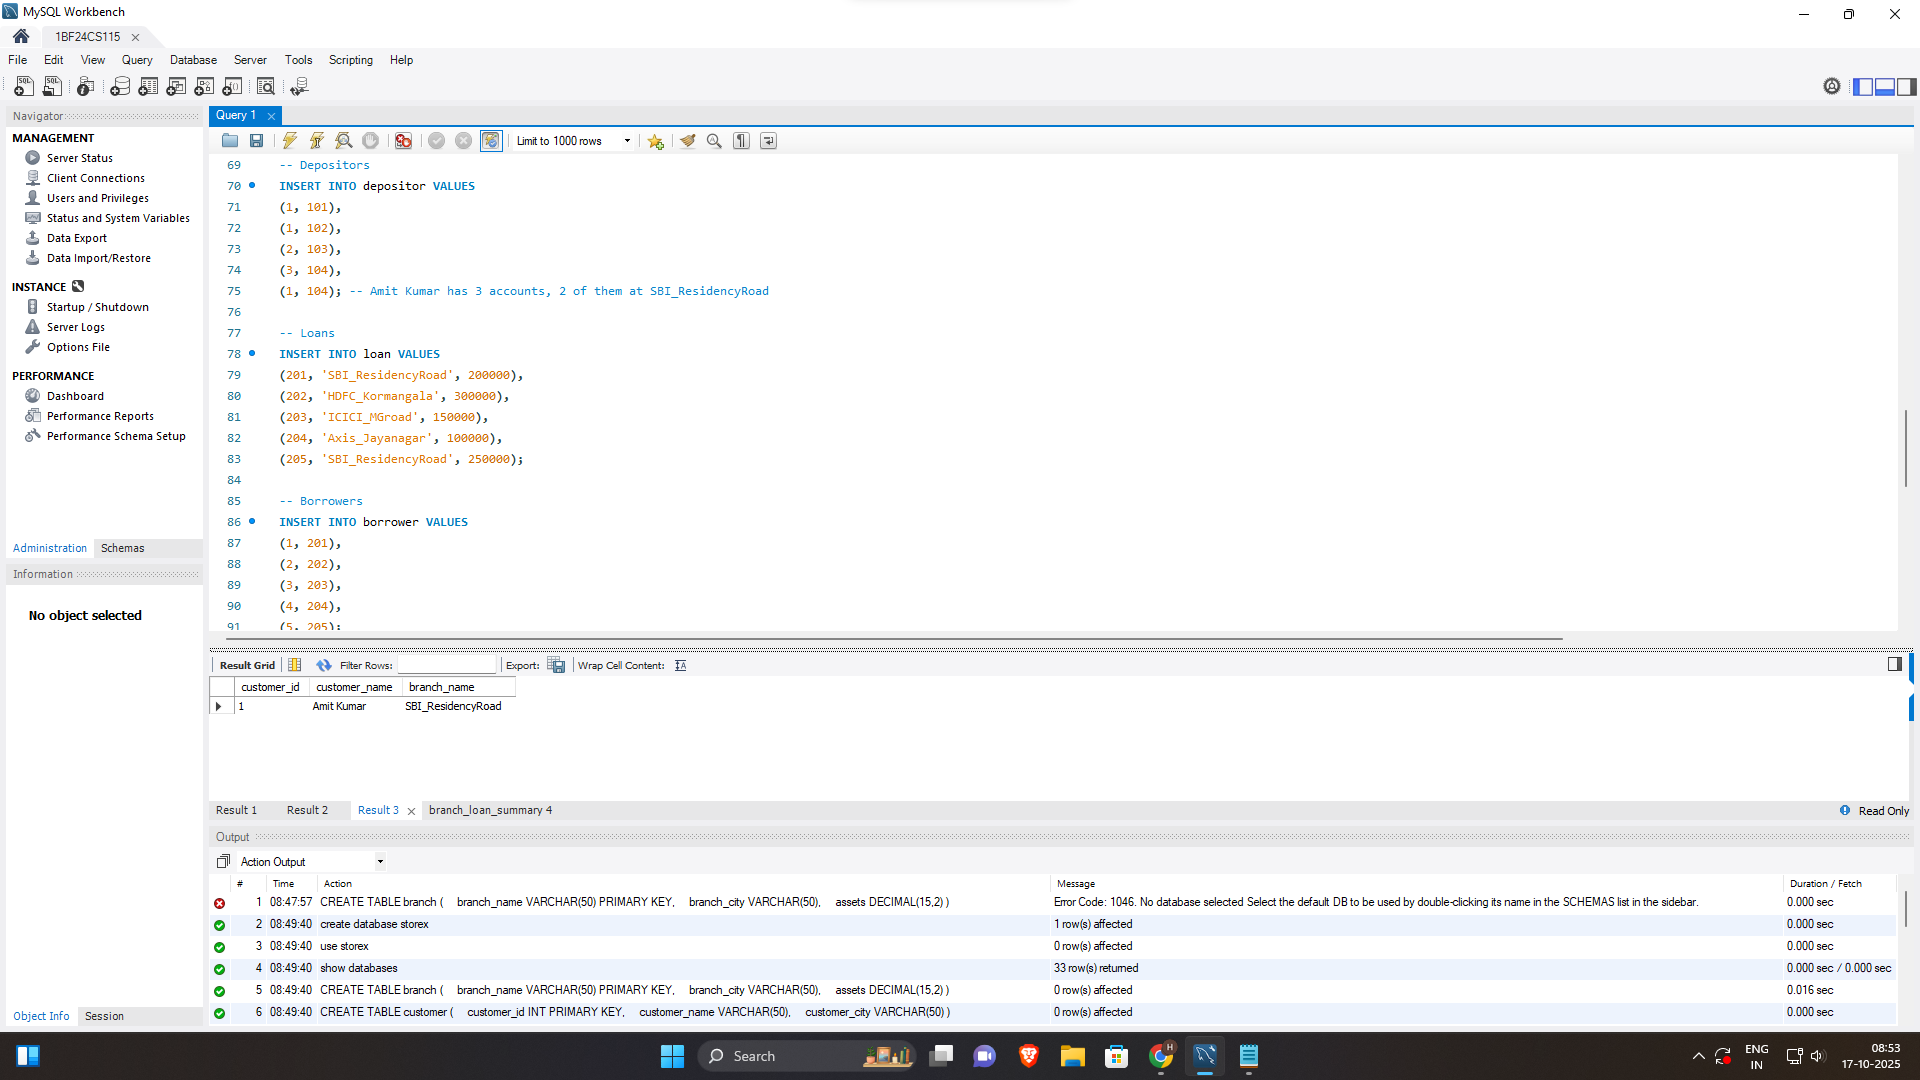 MySQL Workbench
1BF24CS115
File Edit View Query Database Server Tools Scripting Help
Navigator
MANAGEMENT
Server Status
Client Connections
Users and Privileges
Status and System Variables
Data Export
Data Import/Restore
INSTANCE
Startup / Shutdown
Server Logs
Options File
PERFORMANCE
Dashboard
Performance Reports
Performance Schema Setup
Administration Schemas
Information
No object selected
Object Info Session
Query 1
Limit to 1000 rows
69 -- Depositors
70 INSERT INTO depositor VALUES
71 (1, 101),
72 (1, 102),
73 (2, 103),
74 (3, 104),
75 (1, 104); -- Amit Kumar has 3 accounts, 2 of them at SBI_ResidencyRoad
76
77 -- Loans
78 INSERT INTO loan VALUES
79 (201, 'SBI_ResidencyRoad', 200000),
80 (202, 'HDFC_Kormangala', 300000),
81 (203, 'ICICI_MGroad', 150000),
82 (204, 'Axis_Jayanagar', 100000),
83 (205, 'SBI_ResidencyRoad', 250000);
84
85 -- Borrowers
86 INSERT INTO borrower VALUES
87 (1, 201),
88 (2, 202),
89 (3, 203),
90 (4, 204),
91 (5, 205);
Result Grid Filter Rows: Export: Wrap Cell Content:
customer_id customer_name branch_name
1 Amit Kumar SBI_ResidencyRoad
Result 1 Result 2 Result 3 branch_loan_summary 4 Read Only
Output
Action Output
# Time Action Message Duration / Fetch
1 08:47:57 CREATE TABLE branch ( branch_name VARCHAR(50) PRIMARY KEY, branch_city VARCHAR(50), assets DECIMAL(15,2) ) Error Code: 1046. No database selected Select the default DB to be used by double-clicking its name in the SCHEMAS list in the sidebar. 0.000 sec
2 08:49:40 create database storex 1 row(s) affected 0.000 sec
3 08:49:40 use storex 0 row(s) affected 0.000 sec
4 08:49:40 show databases 33 row(s) returned 0.000 sec / 0.000 sec
5 08:49:40 CREATE TABLE branch ( branch_name VARCHAR(50) PRIMARY KEY, branch_city VARCHAR(50), assets DECIMAL(15,2) ) 0 row(s) affected 0.016 sec
6 08:49:40 CREATE TABLE customer ( customer_id INT PRIMARY KEY, customer_name VARCHAR(50), customer_city VARCHAR(50) ) 0 row(s) affected 0.000 sec
Search
ENG
IN
08:53
17-10-2025